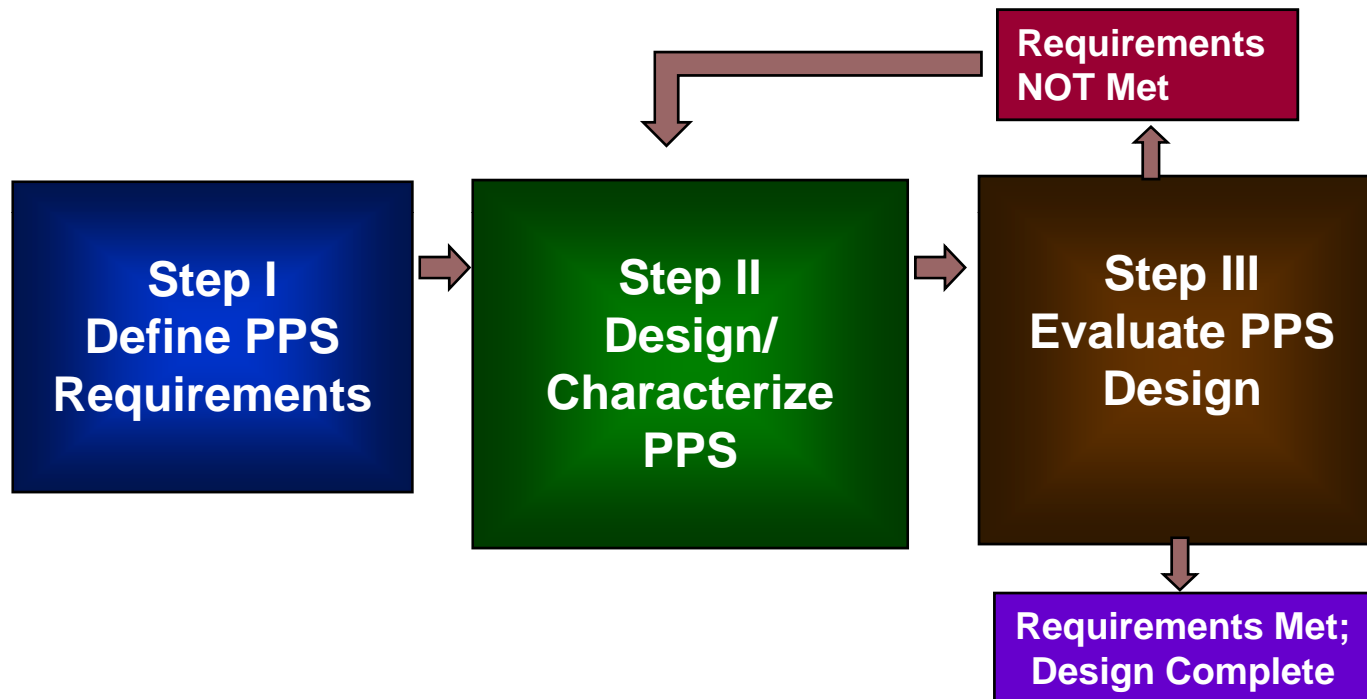 Requirements
NOT Met
Step I
Define PPS
Requirements
Step II
Design/
Characterize
PPS
Step III
Evaluate PPS
Design
Requirements Met;
Design Complete